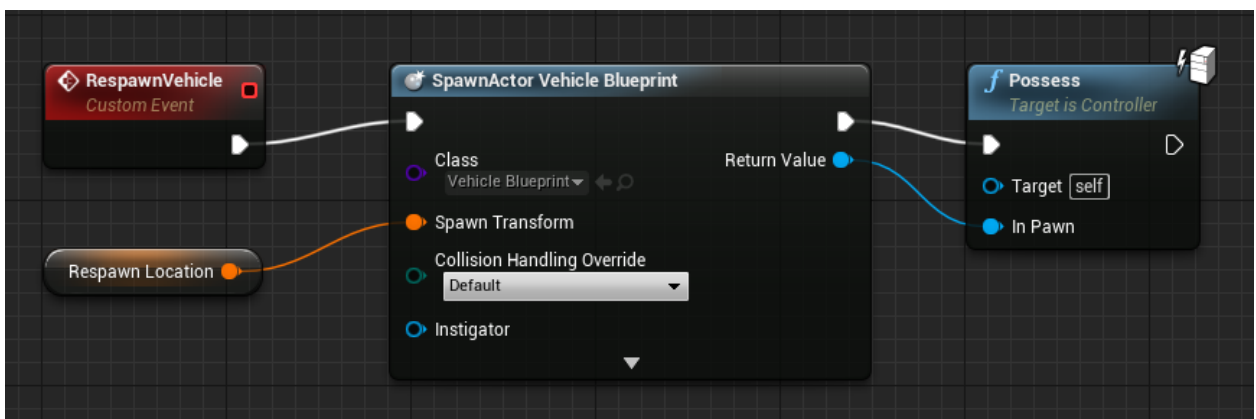 RespawnVehicle
Custom Event
Respawn Location
SpawnActor Vehicle Blueprint
Class
Vehicle Blueprint
Return Value
Spawn Transform
Collision Handling Override
Default
Instigator
Possess
Target is Controller
Target self
In Pawn